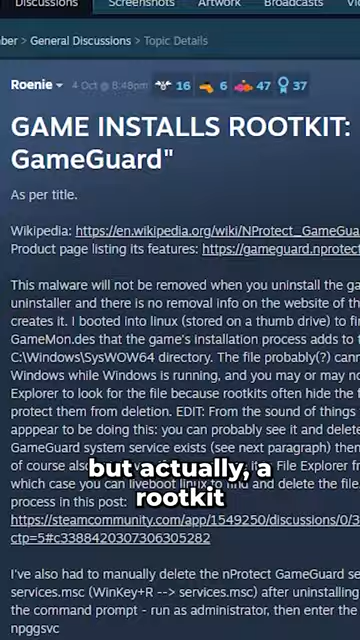 Discussions Screenshots Artwork Broadcasts Videos
ber > General Discussions > Topic Details
Roenie 4 Oct @ 8:48pm 16 6 47 37
GAME INSTALLS ROOTKIT:
GameGuard"
As per title.
Wikipedia: https://en.wikipedia.org/wiki/NProtect_GameGua
Product page listing its features: https://gameguard.nprotect
This malware will not be removed when you uninstall the ga
uninstaller and there is no removal info on the website of th
creates it. I booted into linux (stored on a thumb drive) to fi
GameMon.des that the game's installation process adds to t
C:\Windows\SysWOW64 directory. The file probably(?) cann
Windows while Windows is running, and you may or may no
Explorer to look for the file because rootkits often hide the f
protect them from deletion. EDIT: From the sound of things
apppear to be doing this: you can probably see it and delete
GameGuard system service exists (see next paragraph) then
of course also File Explorer fr
but actually, a
rootkit
which case you can liveboot linux to find and delete the file.
process in this post:
https://steamcommunity.com/app/1549250/discussions/0/3
ctp=5#c3388420307306305282
I've also had to manually delete the nProtect GameGuard se
services.msc (WinKey+R --> services.msc) after uninstalling
the command prompt - run as administrator, then enter the
npggsvc